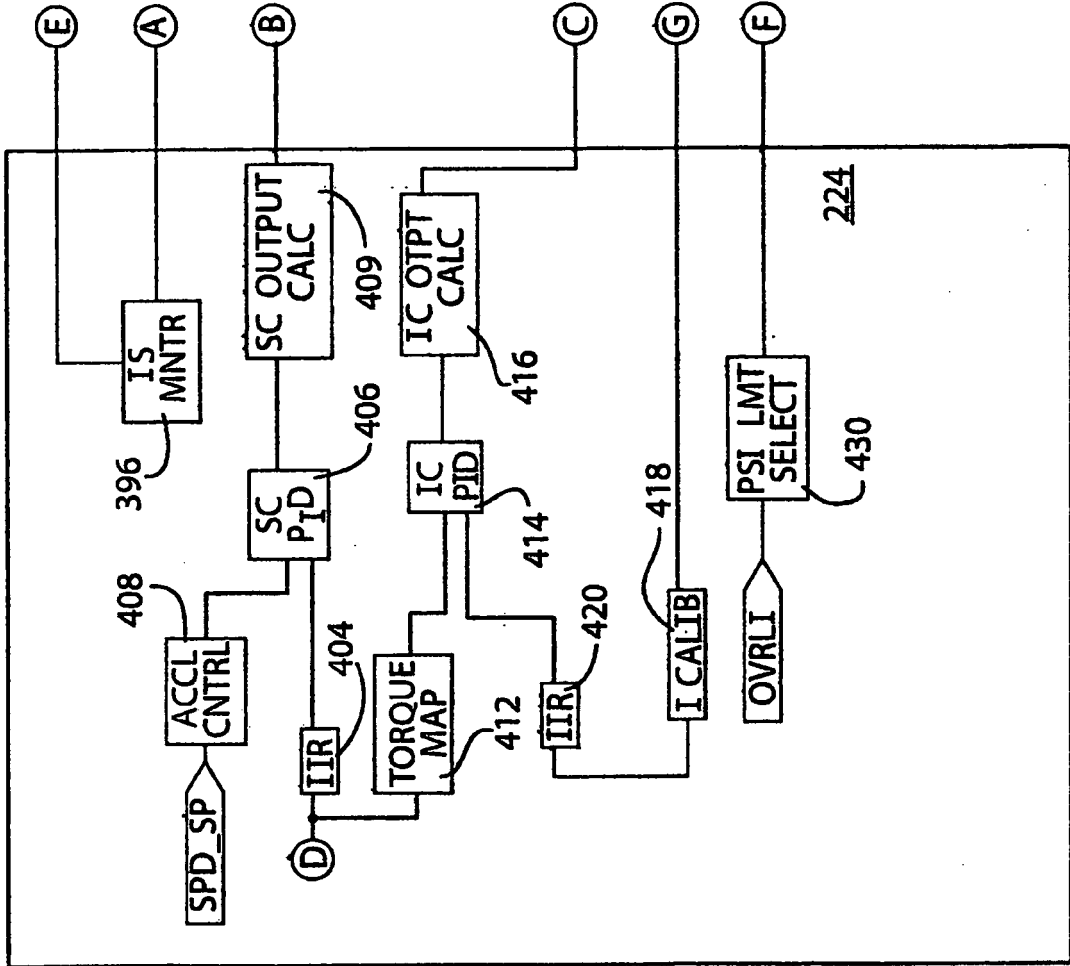 E
A
B
C
G
F
IS
MNTR
396
SC OUTPUT
CALC
409
IC OTPT
CALC
416
224
SC
PID
406
IC
PID
414
ACCL
CNTRL
408
SPD_SP
IIR
404
D
TORQUE
MAP
412
IIR
420
I CALIB
418
PSI LMT
SELECT
430
OVRLI